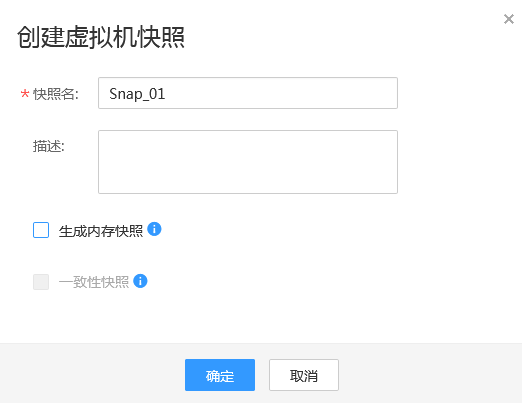 创建虚拟机快照
* 快照名: Snap_01
描述:
生成内存快照
一致性快照
确定 取消